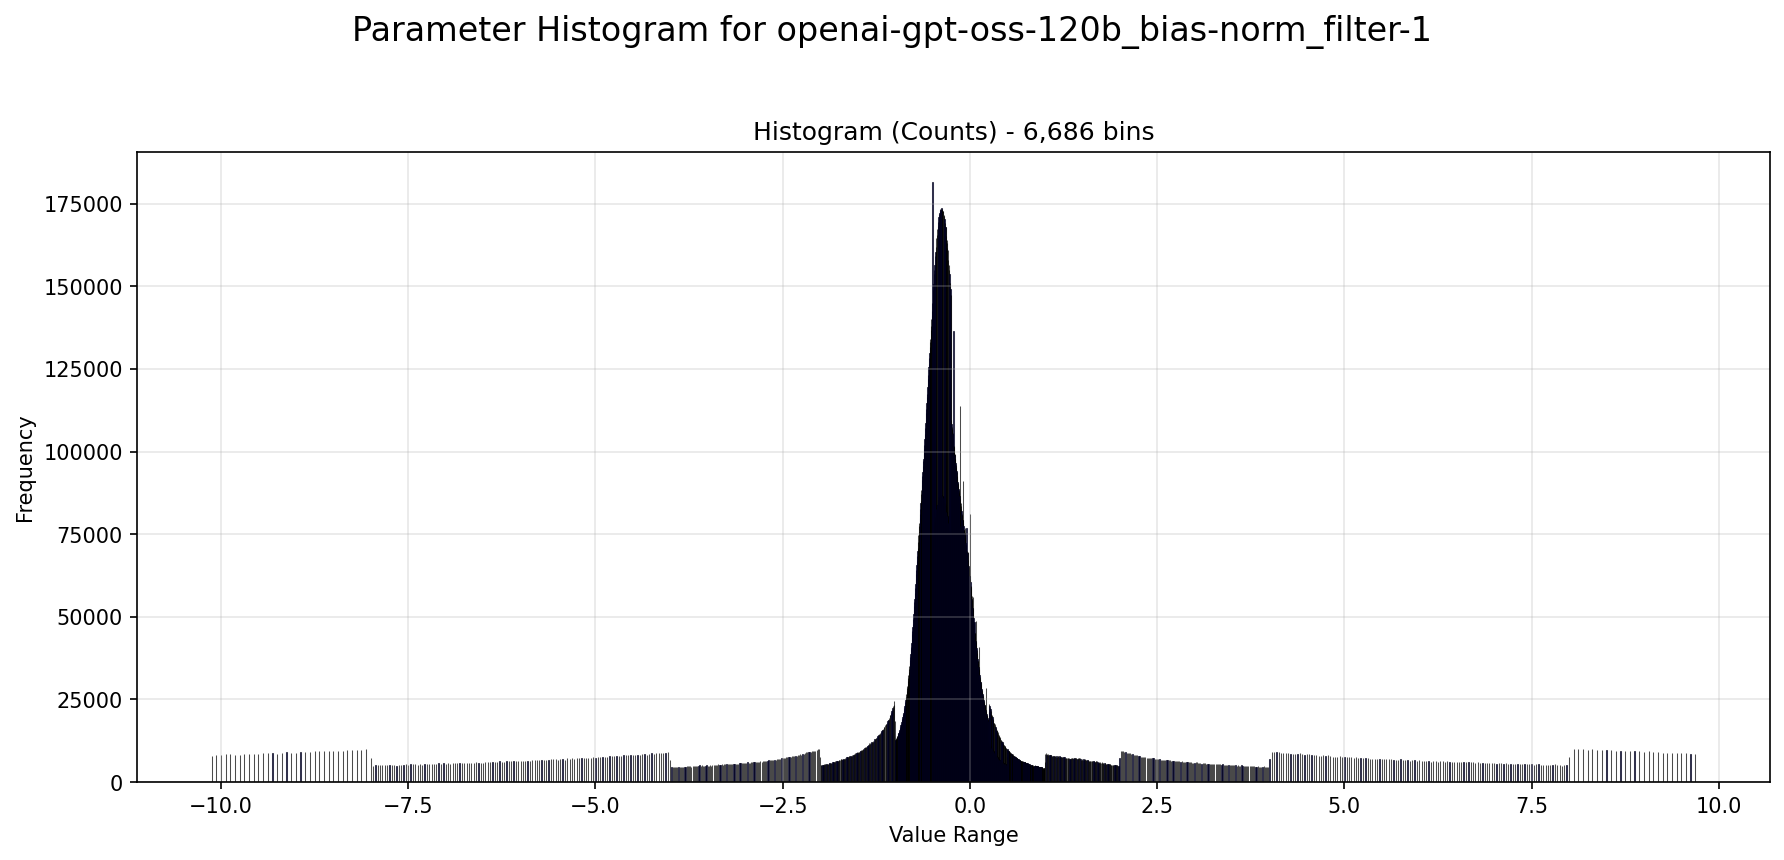 Parameter Histogram for openai-gpt-oss-120b_bias-norm_filter-1
Histogram (Counts) - 6,686 bins
175000
150000
125000
100000
75000
50000
25000
0
Frequency
−10.0 −7.5 −5.0 −2.5 0.0 2.5 5.0 7.5 10.0
Value Range